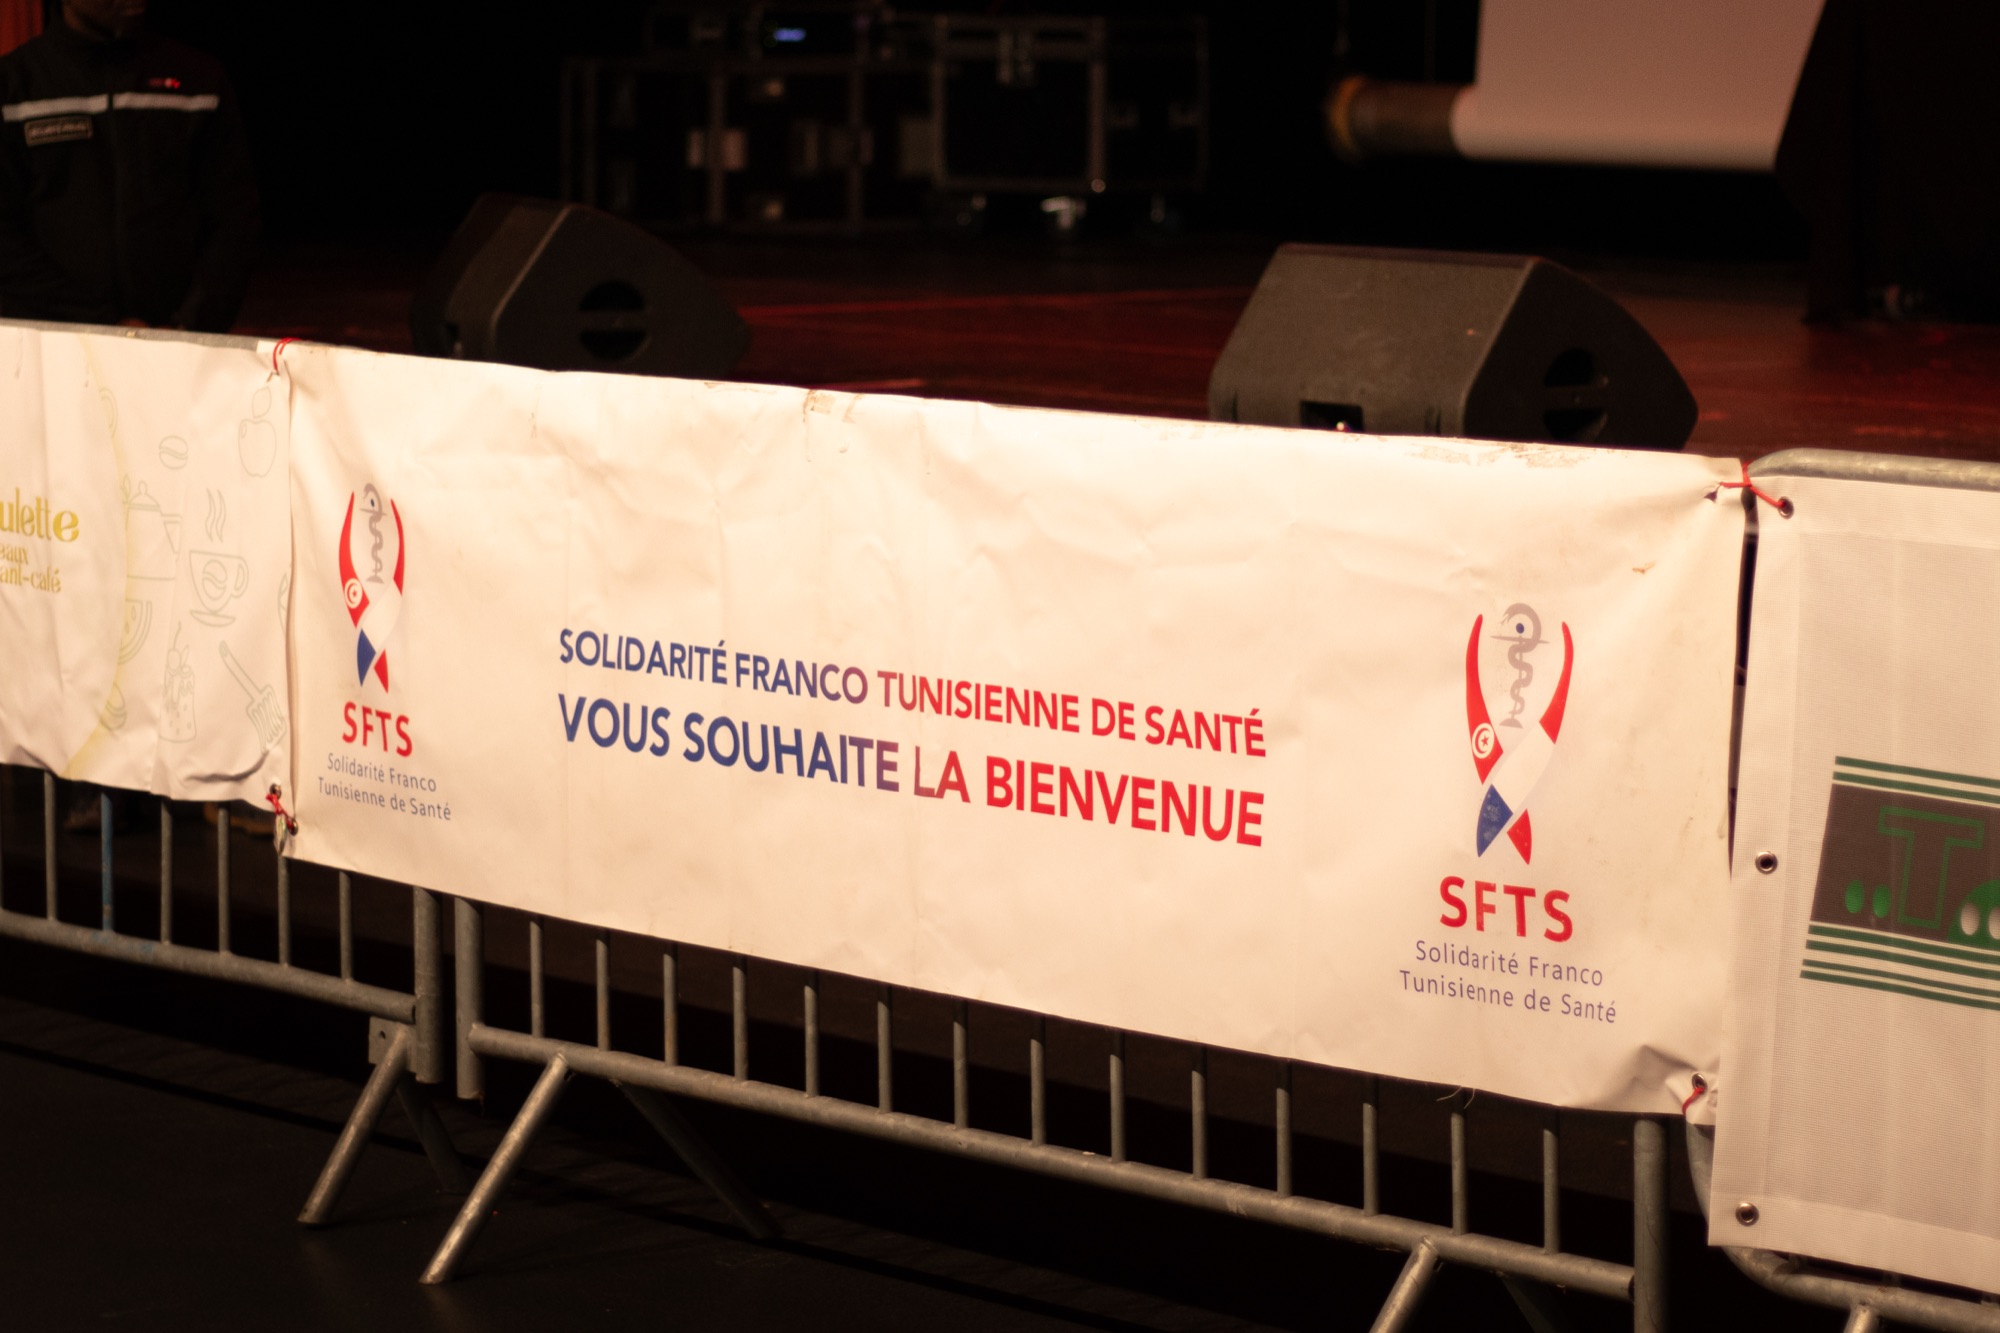 SFTS
Solidarité Franco
Tunisienne de Santé
SOLIDARITÉ FRANCO TUNISIENNE DE SANTÉ
VOUS SOUHAITE LA BIENVENUE
SFTS
Solidarité Franco
Tunisienne de Santé